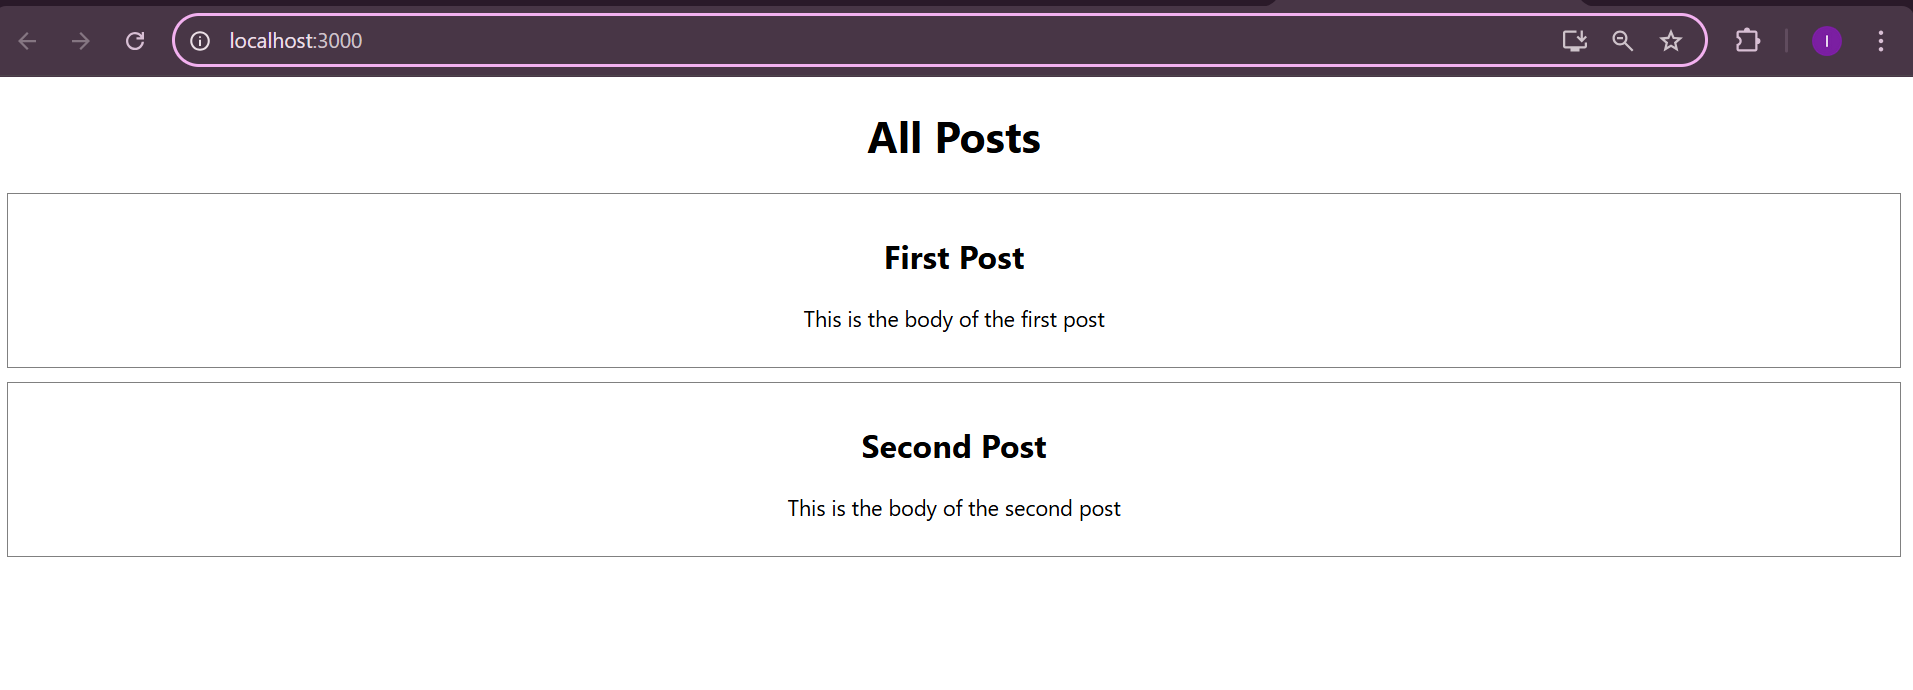 localhost:3000
I
All Posts
First Post
This is the body of the first post
Second Post
This is the body of the second post